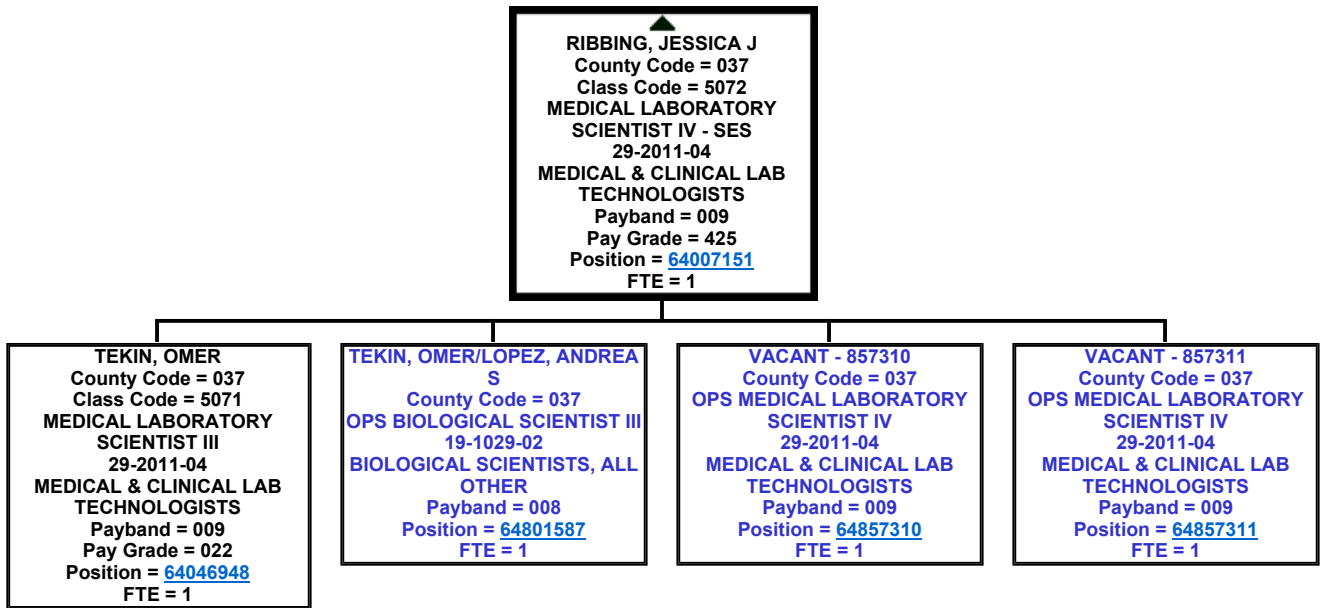 RIBBING, JESSICA J
County Code = 037
Class Code = 5072
MEDICAL LABORATORY
SCIENTIST IV - SES
29-2011-04
MEDICAL & CLINICAL LAB
TECHNOLOGISTS
Payband = 009
Pay Grade = 425
Position = 64007151
FTE = 1
TEKIN, OMER
County Code = 037
Class Code = 5071
MEDICAL LABORATORY
SCIENTIST III
29-2011-04
MEDICAL & CLINICAL LAB
TECHNOLOGISTS
Payband = 009
Pay Grade = 022
Position = 64046948
FTE = 1
TEKIN, OMER/LOPEZ, ANDREA
S
County Code = 037
OPS BIOLOGICAL SCIENTIST III
19-1029-02
BIOLOGICAL SCIENTISTS, ALL
OTHER
Payband = 008
Position = 64801587
FTE = 1
VACANT - 857310
County Code = 037
OPS MEDICAL LABORATORY
SCIENTIST IV
29-2011-04
MEDICAL & CLINICAL LAB
TECHNOLOGISTS
Payband = 009
Position = 64857310
FTE = 1
VACANT - 857311
County Code = 037
OPS MEDICAL LABORATORY
SCIENTIST IV
29-2011-04
MEDICAL & CLINICAL LAB
TECHNOLOGISTS
Payband = 009
Position = 64857311
FTE = 1